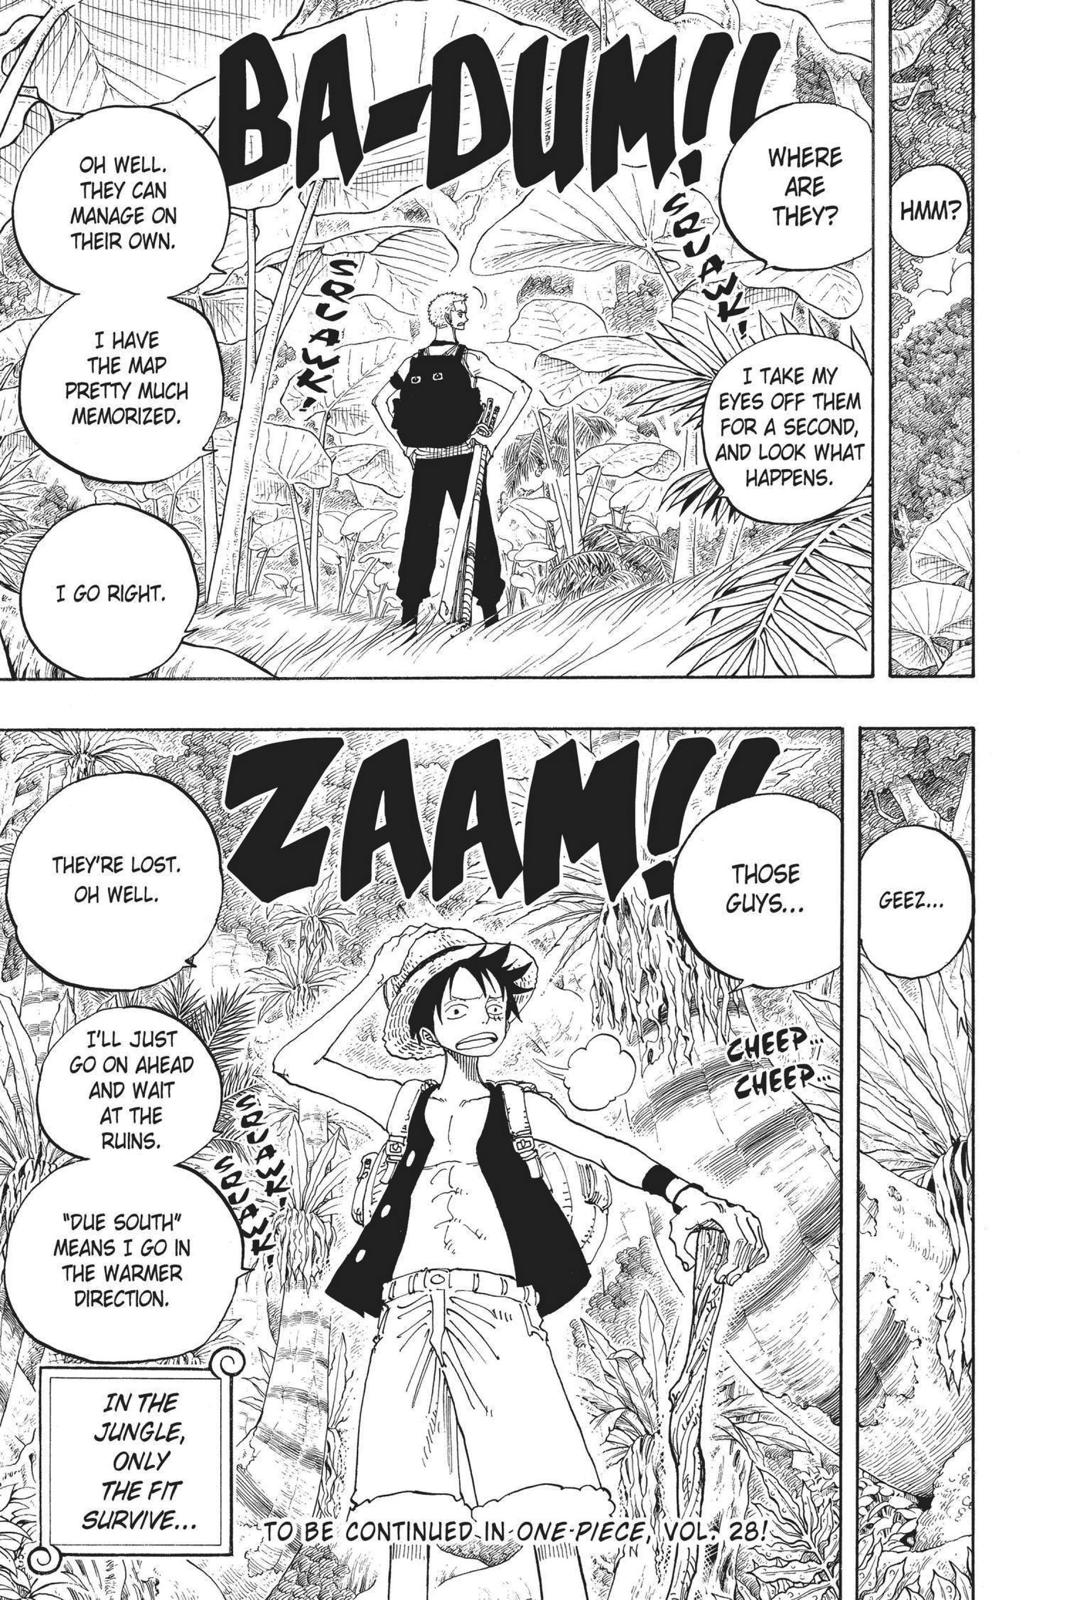 HMM?
BA-DUM!!
WHERE
ARE
THEY?
SQUAWK!
I TAKE MY
EYES OFF THEM
FOR A SECOND,
AND LOOK WHAT
HAPPENS.
SQUAWK!
OH WELL.
THEY CAN
MANAGE ON
THEIR OWN.
I HAVE
THE MAP
PRETTY MUCH
MEMORIZED.
I GO RIGHT.
GEEZ...
ZAAM!!
THOSE
GUYS...
CHEEP...
CHEEP...
THEY'RE LOST.
OH WELL.
I'LL JUST
GO ON AHEAD
AND WAIT
AT THE
RUINS.
SQUAWK!
SQUAWK!
"DUE SOUTH"
MEANS I GO IN
THE WARMER
DIRECTION.
IN THE
JUNGLE,
ONLY
THE FIT
SURVIVE...
TO BE CONTINUED IN ONE PIECE, VOL. 28!